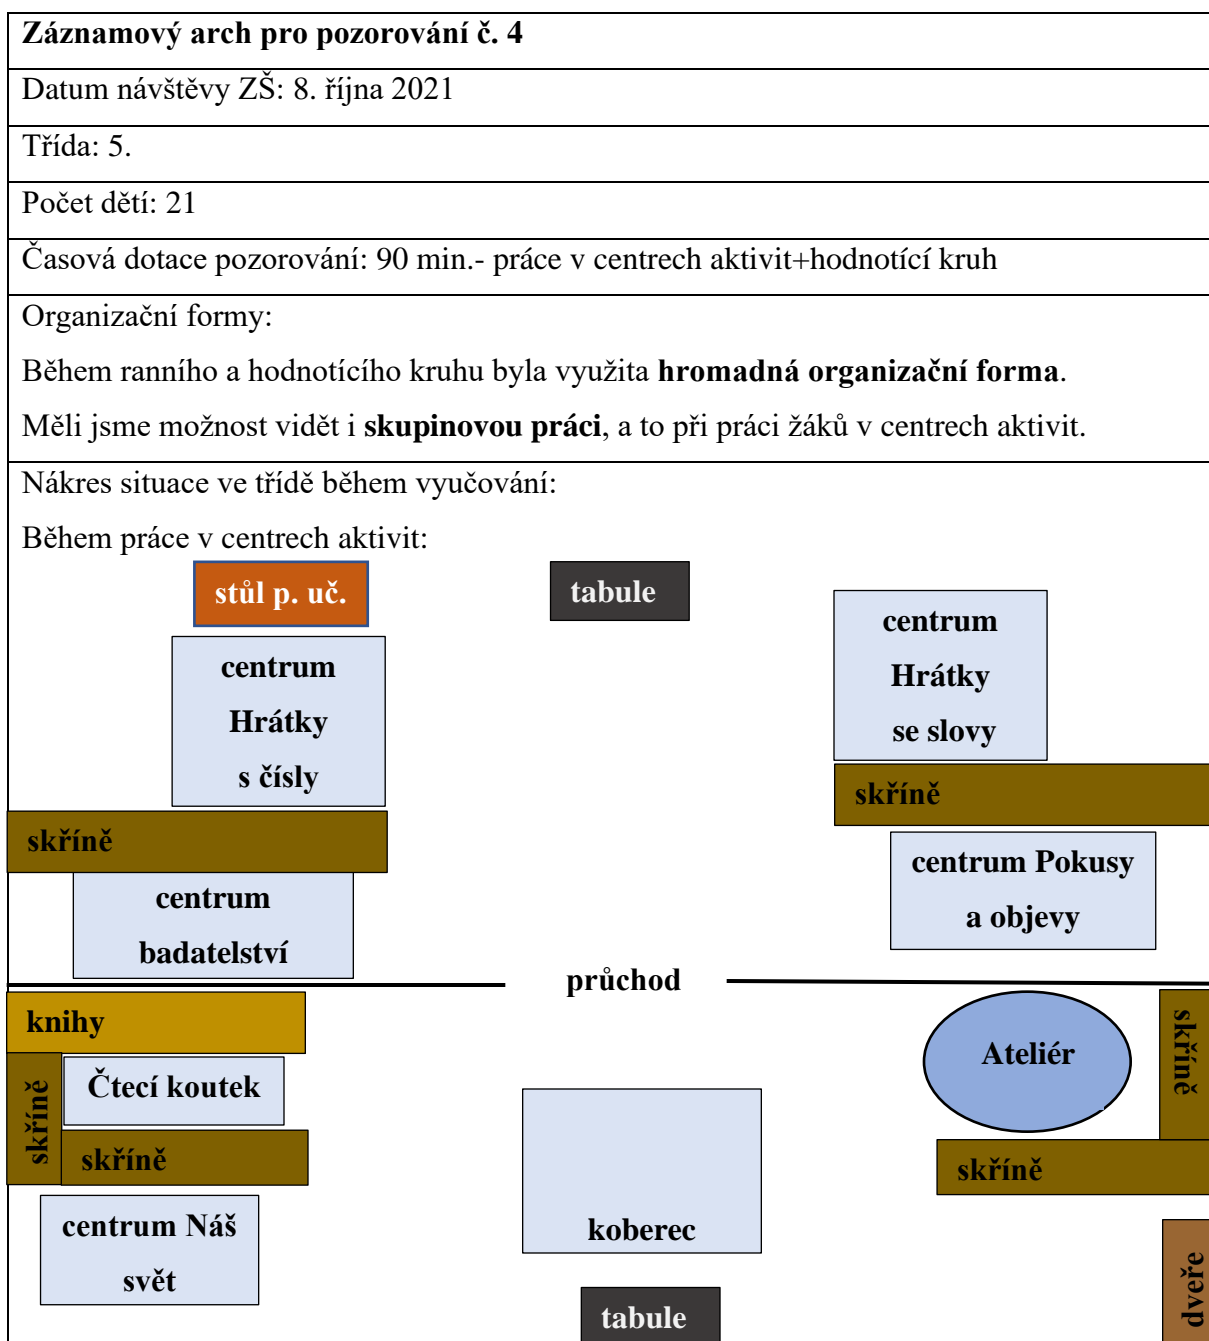 Záznamový arch pro pozorování č. 4
Datum návštěvy ZŠ: 8. října 2021
Třída: 5.
Počet dětí: 21
Časová dotace pozorování: 90 min.- práce v centrech aktivit+hodnotící kruh
Organizační formy:
Během ranního a hodnotícího kruhu byla využita hromadná organizační forma.
Měli jsme možnost vidět i skupinovou práci, a to při práci žáků v centrech aktivit.
Nákres situace ve třídě během vyučování:
Během práce v centrech aktivit:
stůl p. uč.
tabule
centrum
Hrátky
s čísly
centrum
Hrátky
se slovy
skříně
skříně
centrum
badatelství
centrum Pokusy
a objevy
průchod
knihy
skříně
Čtecí koutek
skříně
Ateliér
skříně
skříně
centrum Náš
svět
koberec
dveře
tabule